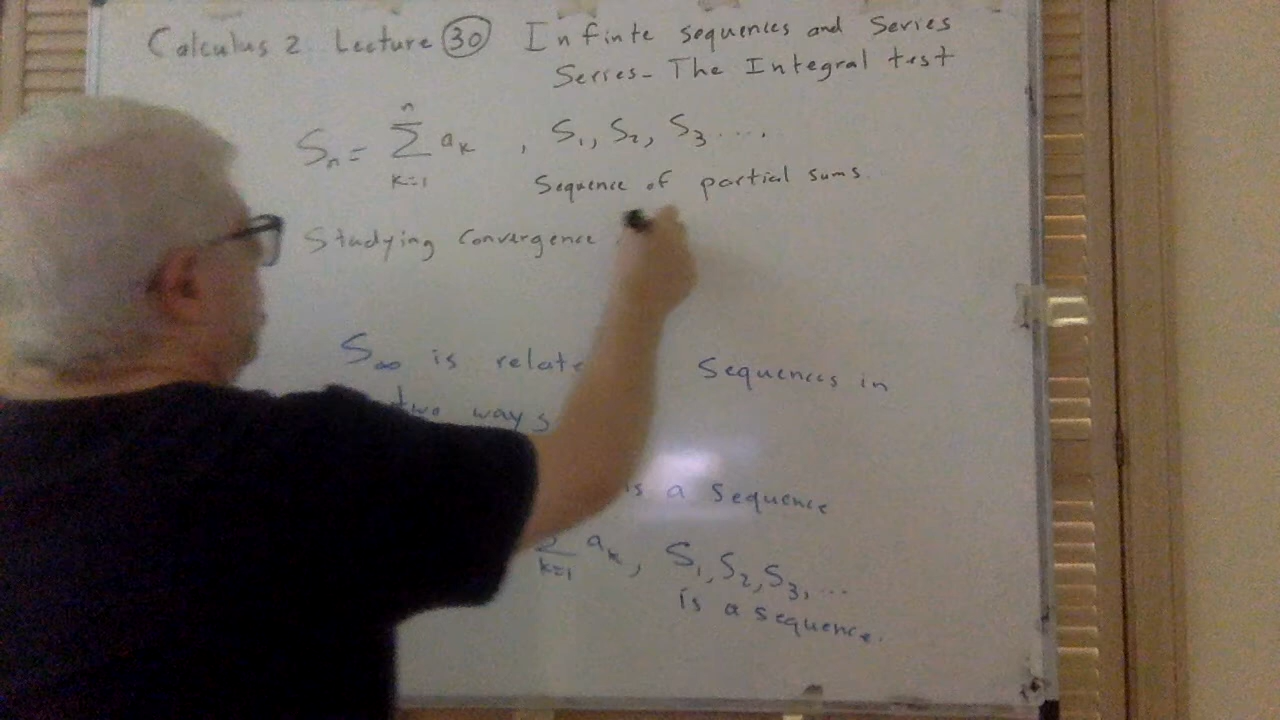 Calculus 2 Lecture 30 Infinte sequences and Series
Series - The Integral test
Sn = n ∑ k=1 ak , S1, S2, S3 ....
Sequence of partial sums
Studying Convergence
S∞ is relate Sequences in
two ways
is a Sequence
∑ k=1 ak, S1, S2, S3, ...
is a sequence.